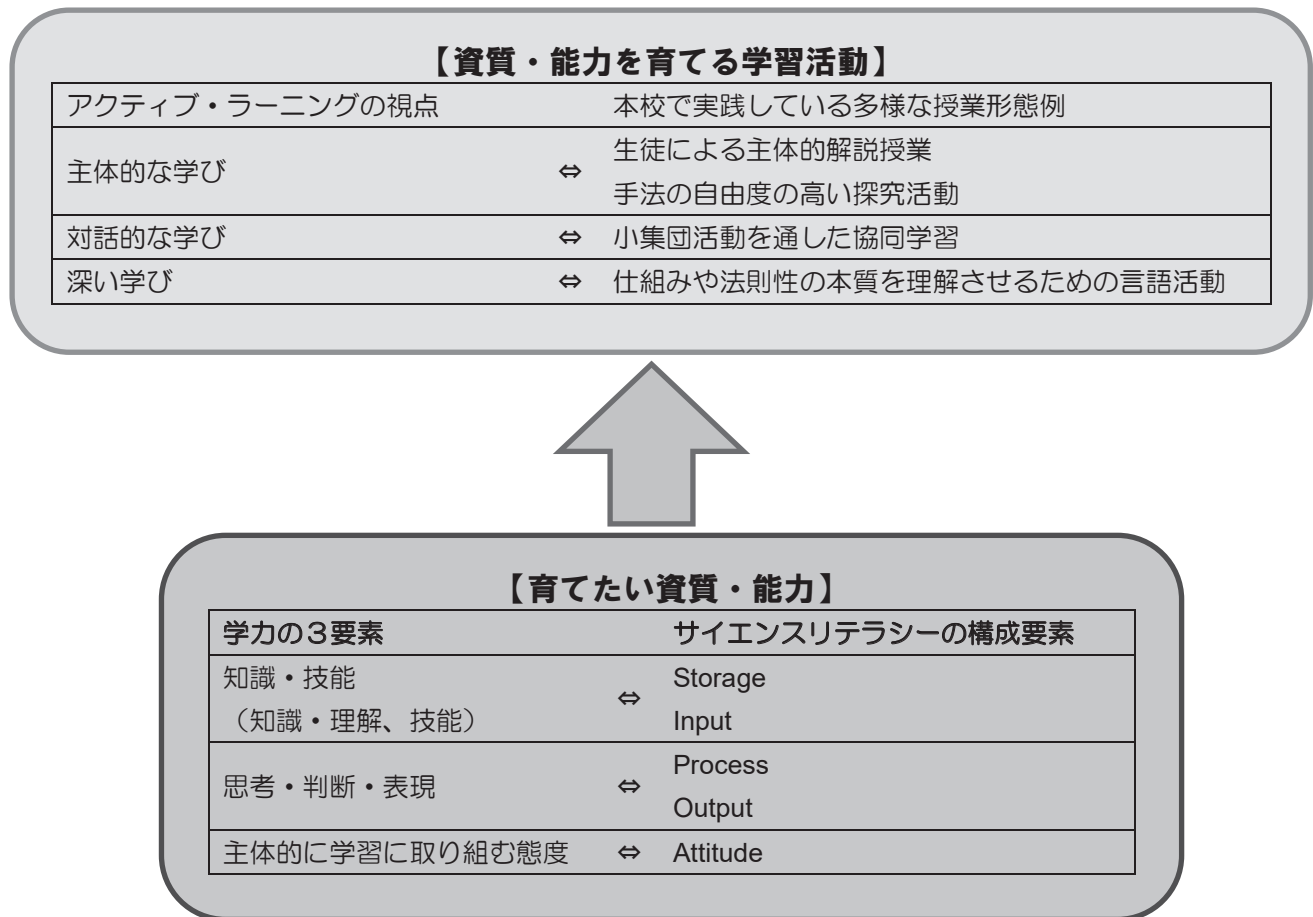 【資質・能力を育てる学習活動】
アクティブ・ラーニングの視点 本校で実践している多様な授業形態例
主体的な学び ⇔ 生徒による主体的解説授業
手法の自由度の高い探究活動
対話的な学び ⇔ 小集団活動を通した協同学習
深い学び ⇔ 仕組みや法則性の本質を理解させるための言語活動
【育てたい資質・能力】
学力の3要素 サイエンスリテラシーの構成要素
知識・技能 ⇔ Storage
（知識・理解、技能） Input
思考・判断・表現 ⇔ Process
Output
主体的に学習に取り組む態度 ⇔ Attitude